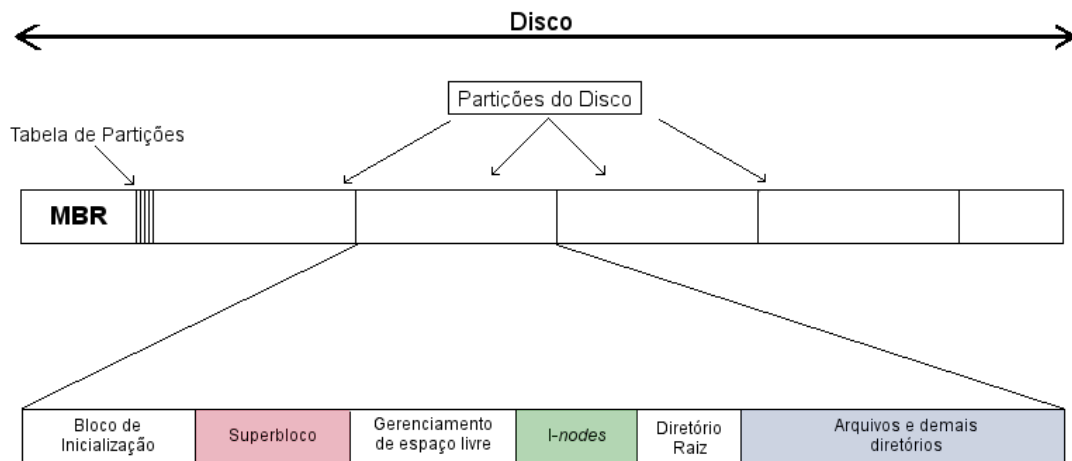 Disco
Partições do Disco
Tabela de Partições
MBR
Bloco de
Inicialização
Superbloco
Gerenciamento
de espaço livre
I-nodes
Diretório
Raiz
Arquivos e demais
diretórios